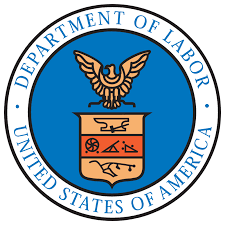 · DEPARTMENT OF LABOR ·
UNITED STATES OF AMERICA